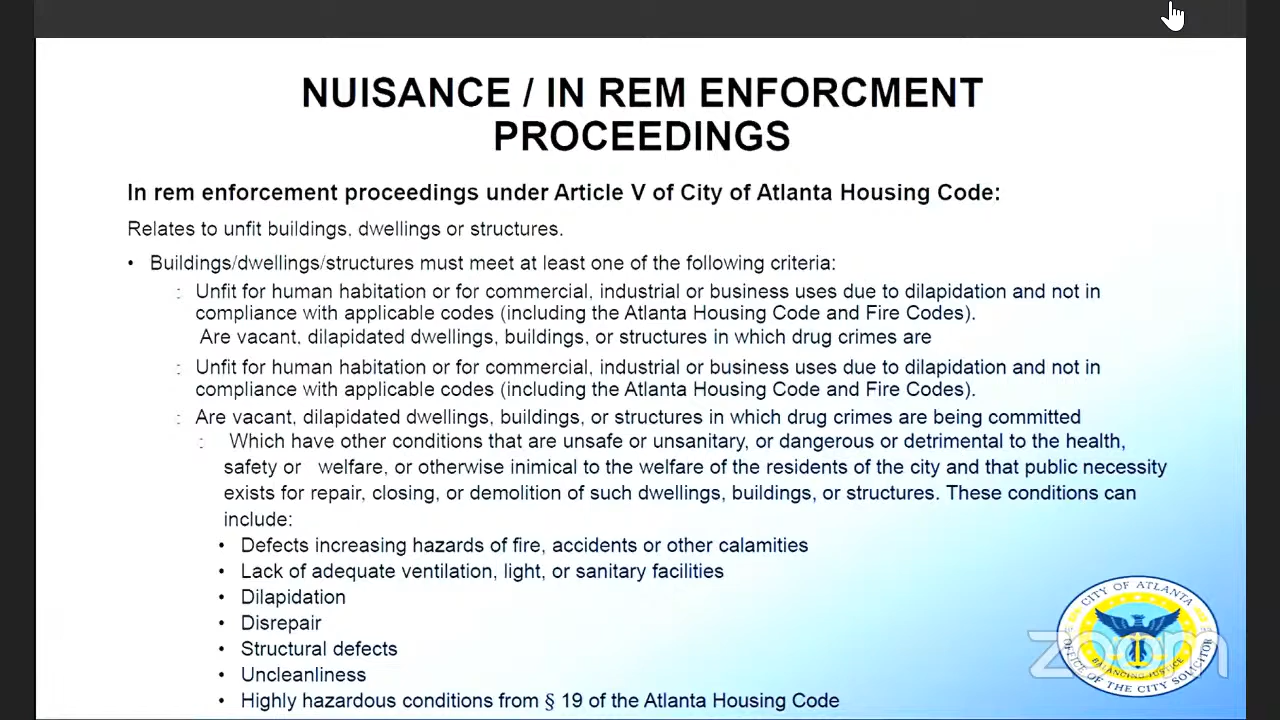 NUISANCE / IN REM ENFORCMENT
PROCEEDINGS
In rem enforcement proceedings under Article V of City of Atlanta Housing Code:
Relates to unfit buildings, dwellings or structures.
• Buildings/dwellings/structures must meet at least one of the following criteria:
: Unfit for human habitation or for commercial, industrial or business uses due to dilapidation and not in
compliance with applicable codes (including the Atlanta Housing Code and Fire Codes).
Are vacant, dilapidated dwellings, buildings, or structures in which drug crimes are
: Unfit for human habitation or for commercial, industrial or business uses due to dilapidation and not in
compliance with applicable codes (including the Atlanta Housing Code and Fire Codes).
: Are vacant, dilapidated dwellings, buildings, or structures in which drug crimes are being committed
: Which have other conditions that are unsafe or unsanitary, or dangerous or detrimental to the health,
safety or welfare, or otherwise inimical to the welfare of the residents of the city and that public necessity
exists for repair, closing, or demolition of such dwellings, buildings, or structures. These conditions can
include:
• Defects increasing hazards of fire, accidents or other calamities
• Lack of adequate ventilation, light, or sanitary facilities
• Dilapidation
• Disrepair
• Structural defects
• Uncleanliness
• Highly hazardous conditions from § 19 of the Atlanta Housing Code
CITY OF ATLANTA
zoom
BALANCING JUSTICE
OFFICE OF THE CITY SOLICITOR